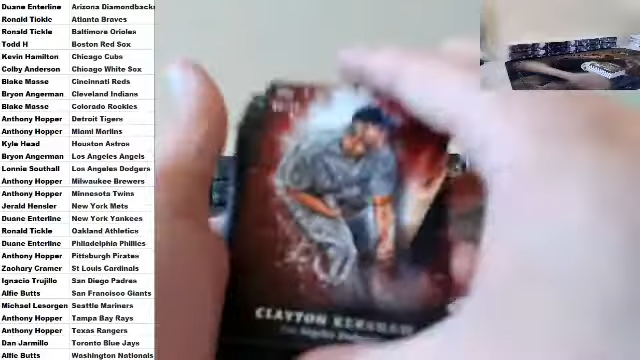 Duane Enterline Arizona Diamondbacks
Ronald Tickle Atlanta Braves
Ronald Tickle Baltimore Orioles
Todd H Boston Red Sox
Kevin Hamilton Chicago Cubs
Colby Anderson Chicago White Sox
Blake Masse Cincinnati Reds
Bryon Angerman Cleveland Indians
Blake Masse Colorado Rockies
Anthony Hopper Detroit Tigers
Anthony Hopper Miami Marlins
Kyle Head Houston Astros
Bryon Angerman Los Angeles Angels
Lonnie Southall Los Angeles Dodgers
Anthony Hopper Milwaukee Brewers
Anthony Hopper Minnesota Twins
Jerald Hensler New York Mets
Duane Enterline New York Yankees
Ronald Tickle Oakland Athletics
Duane Enterline Philadelphia Phillies
Anthony Hopper Pittsburgh Pirates
Zachary Cramer St Louis Cardinals
Ignacio Trujillo San Diego Padres
Alfie Butts San Francisco Giants
Michael Lesorgen Seattle Mariners
Anthony Hopper Tampa Bay Rays
Anthony Hopper Texas Rangers
Dan Jarmillo Toronto Blue Jays
Alfie Butts Washington Nationals
CLAYTON KERSHAW